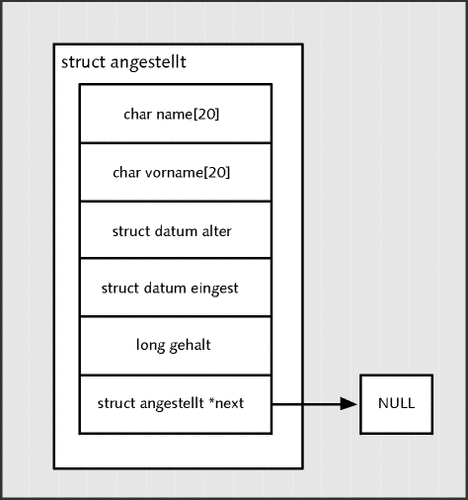 struct angestellt
char name[20]
char vorname[20]
struct datum alter
struct datum eingest
long gehalt
struct angestellt *next
NULL